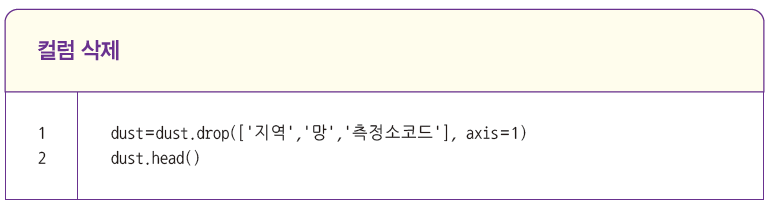 컬럼 삭제
1 dust=dust.drop(['지역','망','측정소코드'], axis=1)
2 dust.head()